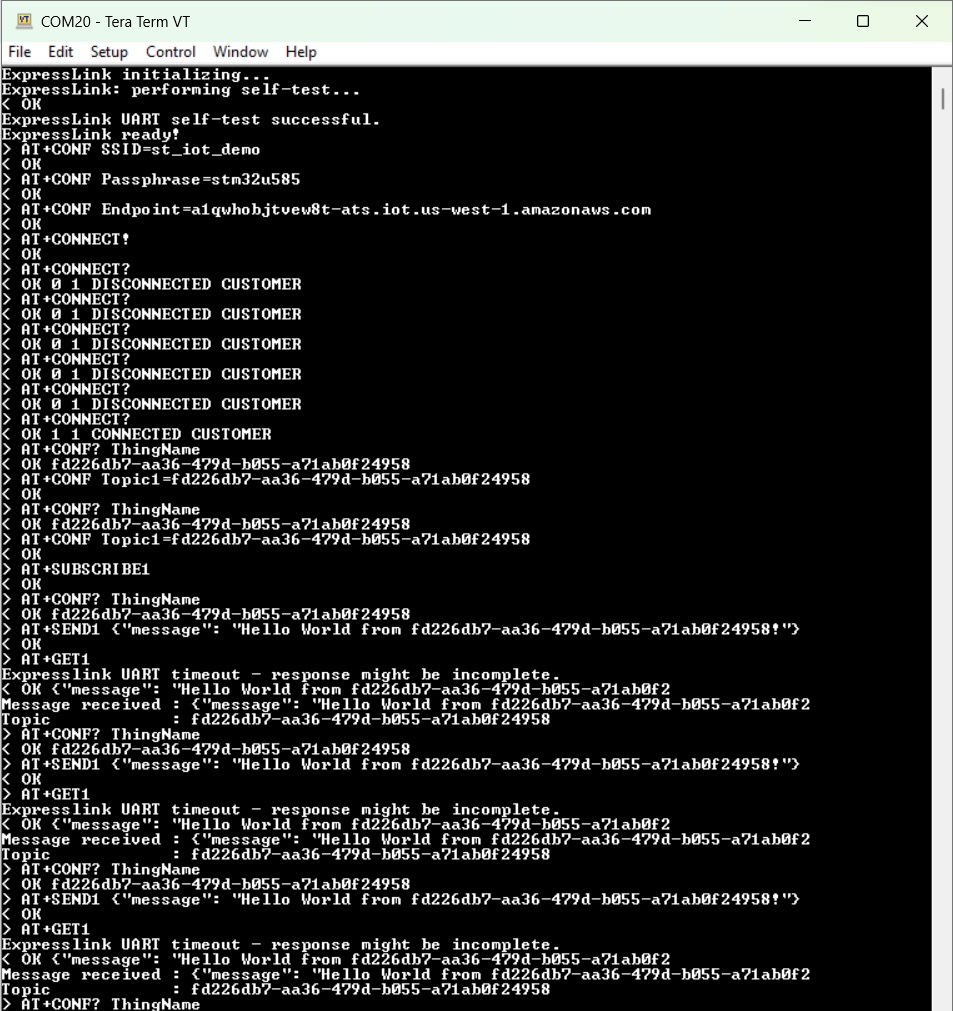 COM20 - Tera Term VT
File Edit Setup Control Window Help
ExpressLink initializing...
ExpressLink: performing self-test...
< OK
ExpressLink UART self-test successful.
ExpressLink ready!
> AT+CONF SSID=st_iot_demo
< OK
> AT+CONF Passphrase=stm32u585
< OK
> AT+CONF Endpoint=a1qwhobjtvew8t-ats.iot.us-west-1.amazonaws.com
< OK
> AT+CONNECT!
< OK
> AT+CONNECT?
< OK 0 1 DISCONNECTED CUSTOMER
> AT+CONNECT?
< OK 0 1 DISCONNECTED CUSTOMER
> AT+CONNECT?
< OK 0 1 DISCONNECTED CUSTOMER
> AT+CONNECT?
< OK 0 1 DISCONNECTED CUSTOMER
> AT+CONNECT?
< OK 0 1 DISCONNECTED CUSTOMER
> AT+CONNECT?
< OK 1 1 CONNECTED CUSTOMER
> AT+CONF? ThingName
< OK fd226db7-aa36-479d-b055-a71ab0f24958
> AT+CONF Topic1=fd226db7-aa36-479d-b055-a71ab0f24958
< OK
> AT+CONF? ThingName
< OK fd226db7-aa36-479d-b055-a71ab0f24958
> AT+CONF Topic1=fd226db7-aa36-479d-b055-a71ab0f24958
< OK
> AT+SUBSCRIBE1
< OK
> AT+CONF? ThingName
< OK fd226db7-aa36-479d-b055-a71ab0f24958
> AT+SEND1 {"message": "Hello World from fd226db7-aa36-479d-b055-a71ab0f24958!"}
< OK
> AT+GET1
Expresslink UART timeout - response might be incomplete.
< OK {"message": "Hello World from fd226db7-aa36-479d-b055-a71ab0f2
Message received : {"message": "Hello World from fd226db7-aa36-479d-b055-a71ab0f2
Topic            : fd226db7-aa36-479d-b055-a71ab0f24958
> AT+CONF? ThingName
< OK fd226db7-aa36-479d-b055-a71ab0f24958
> AT+SEND1 {"message": "Hello World from fd226db7-aa36-479d-b055-a71ab0f24958!"}
< OK
> AT+GET1
Expresslink UART timeout - response might be incomplete.
< OK {"message": "Hello World from fd226db7-aa36-479d-b055-a71ab0f2
Message received : {"message": "Hello World from fd226db7-aa36-479d-b055-a71ab0f2
Topic            : fd226db7-aa36-479d-b055-a71ab0f24958
> AT+CONF? ThingName
< OK fd226db7-aa36-479d-b055-a71ab0f24958
> AT+SEND1 {"message": "Hello World from fd226db7-aa36-479d-b055-a71ab0f24958!"}
< OK
> AT+GET1
Expresslink UART timeout - response might be incomplete.
< OK {"message": "Hello World from fd226db7-aa36-479d-b055-a71ab0f2
Message received : {"message": "Hello World from fd226db7-aa36-479d-b055-a71ab0f2
Topic            : fd226db7-aa36-479d-b055-a71ab0f24958
> AT+CONF? ThingName